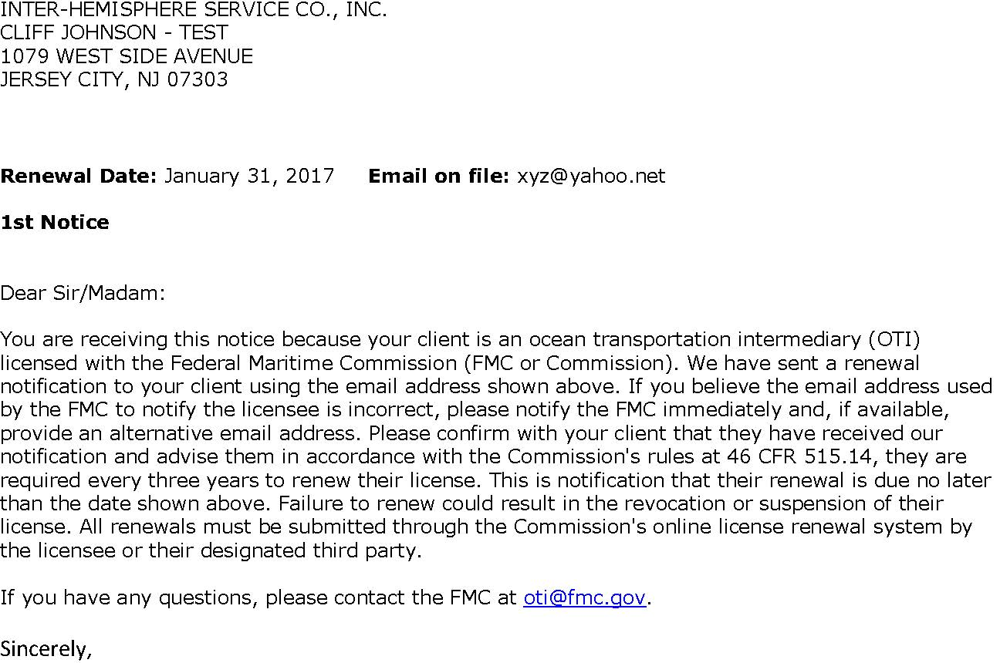 INTER-HEMISPHERE SERVICE CO., INC.
CLIFF JOHNSON - TEST
1079 WEST SIDE AVENUE
JERSEY CITY, NJ 07303
Renewal Date: January 31, 2017 Email on file: xyz@yahoo.net
1st Notice
Dear Sir/Madam:
You are receiving this notice because your client is an ocean transportation intermediary (OTI)
licensed with the Federal Maritime Commission (FMC or Commission). We have sent a renewal
notification to your client using the email address shown above. If you believe the email address used
by the FMC to notify the licensee is incorrect, please notify the FMC immediately and, if available,
provide an alternative email address. Please confirm with your client that they have received our
notification and advise them in accordance with the Commission's rules at 46 CFR 515.14, they are
required every three years to renew their license. This is notification that their renewal is due no later
than the date shown above. Failure to renew could result in the revocation or suspension of their
license. All renewals must be submitted through the Commission's online license renewal system by
the licensee or their designated third party.
If you have any questions, please contact the FMC at oti@fmc.gov.
Sincerely,